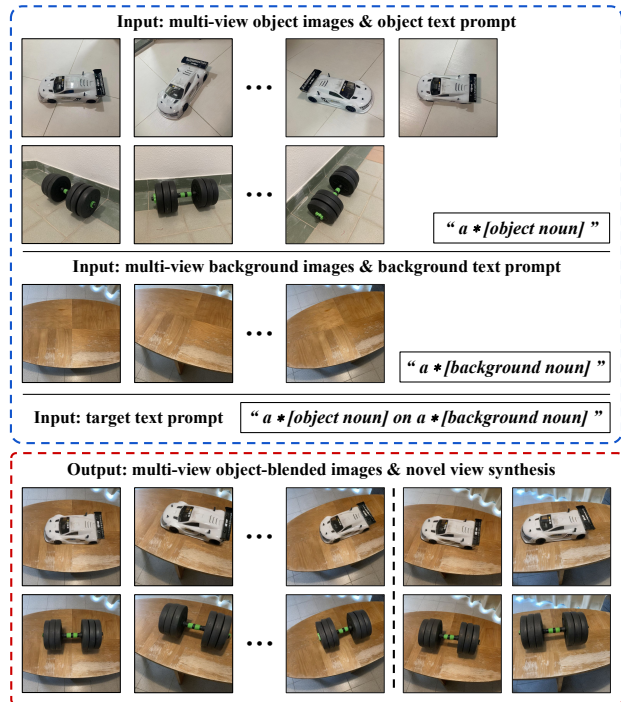 Input: multi-view object images & object text prompt
“ a *[object noun] ”
Input: multi-view background images & background text prompt
“ a *[background noun] ”
Input: target text prompt “ a *[object noun] on a *[background noun] ”
Output: multi-view object-blended images & novel view synthesis